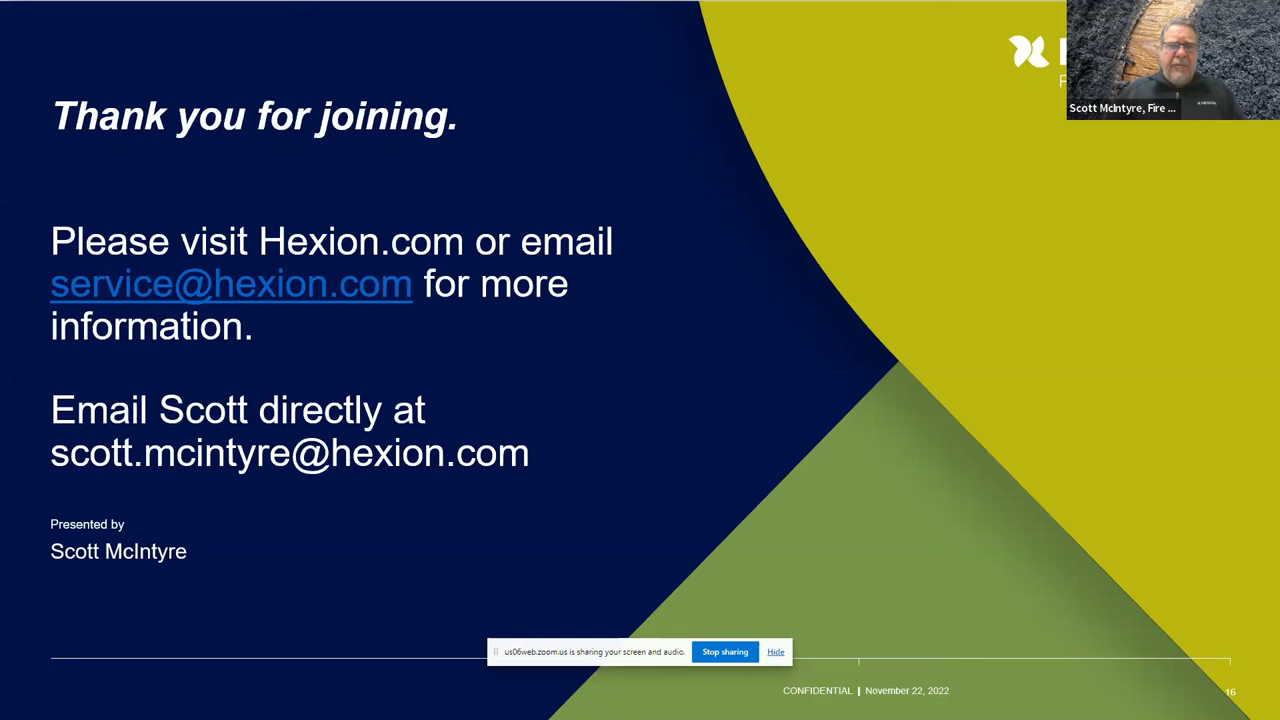 Thank you for joining.
Please visit Hexion.com or email
service@hexion.com for more
information.
Email Scott directly at
scott.mcintyre@hexion.com
Presented by
Scott McIntyre
Scott McIntyre, Fire ...
us06web.zoom.us is sharing your screen and audio.
Stop sharing
Hide
CONFIDENTIAL | November 22, 2022
16